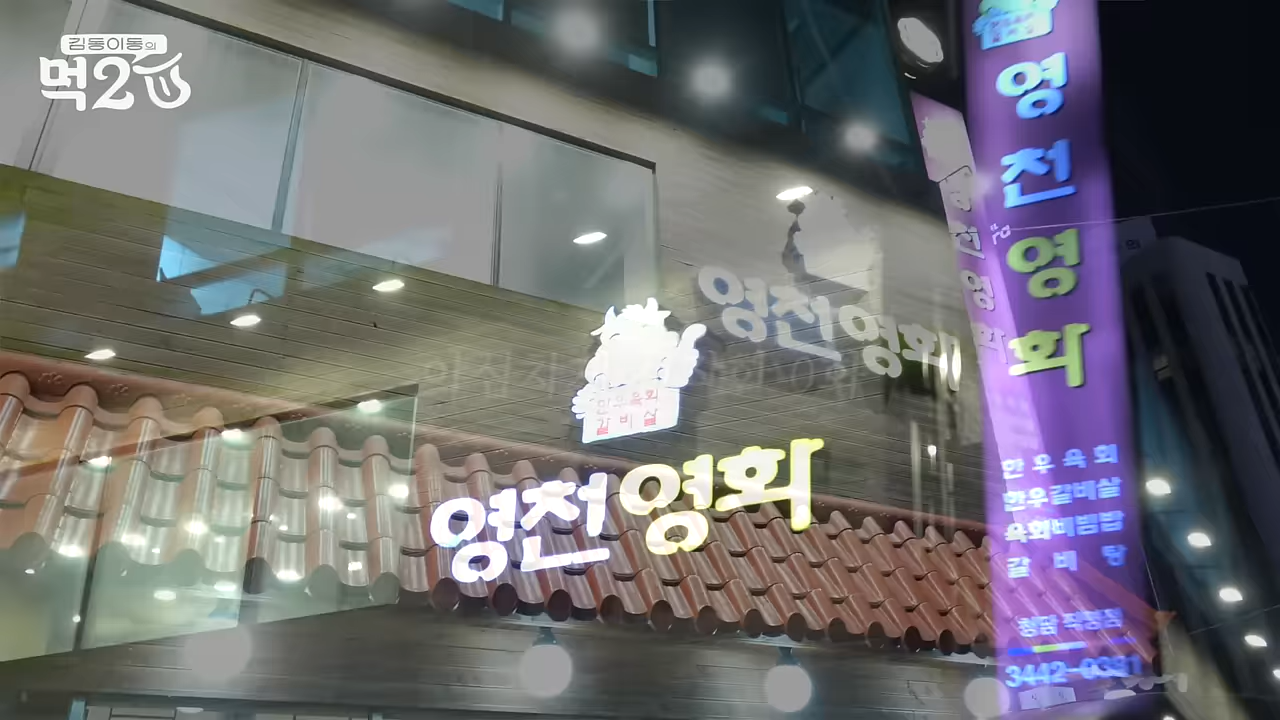 김동이동의
먹2
영천영화
한우육회
갈비살
영천영화
영천영화
한우육회
한우갈비살
육회비빔밥
갈비탕
청담 직영점
3442-0381